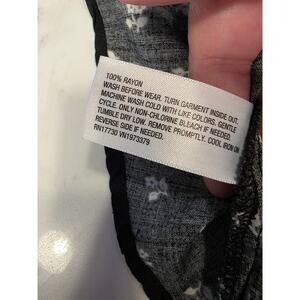 100% RAYON
WASH BEFORE WEAR. TURN GARMENT INSIDE OUT.
MACHINE WASH COLD WITH LIKE COLORS. GENTLE
CYCLE. ONLY NON-CHLORINE BLEACH IF NEEDED.
TUMBLE DRY LOW. REMOVE PROMPTLY. COOL IRON ON
REVERSE SIDE IF NEEDED.
RN17730 VN1973379